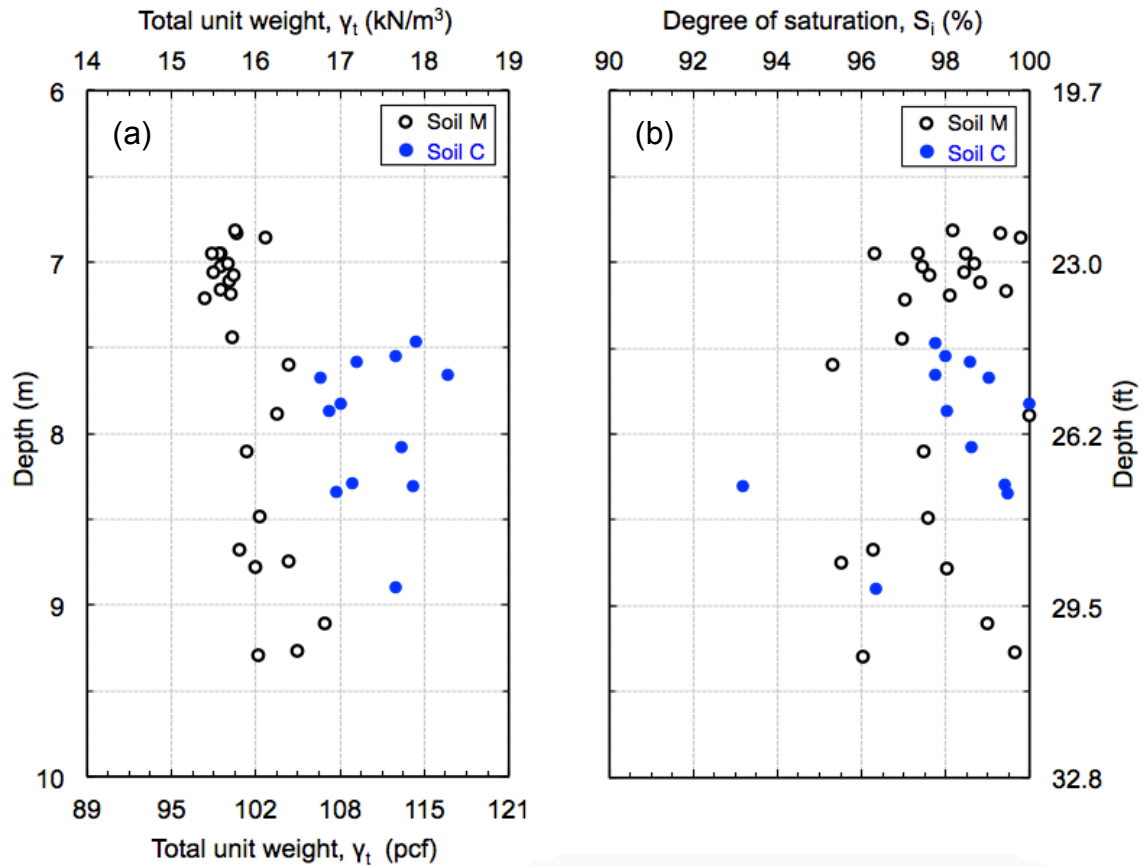 Total unit weight, γt (kN/m3)
14 15 16 17 18 19
6
7
8
9
10
Depth (m)
(a)
Soil M
Soil C
89 95 102 108 115 121
Total unit weight, γt (pcf)
Degree of saturation, Si (%)
90 92 94 96 98 100
(b)
Soil M
Soil C
19.7
23.0
26.2
29.5
32.8
Depth (ft)